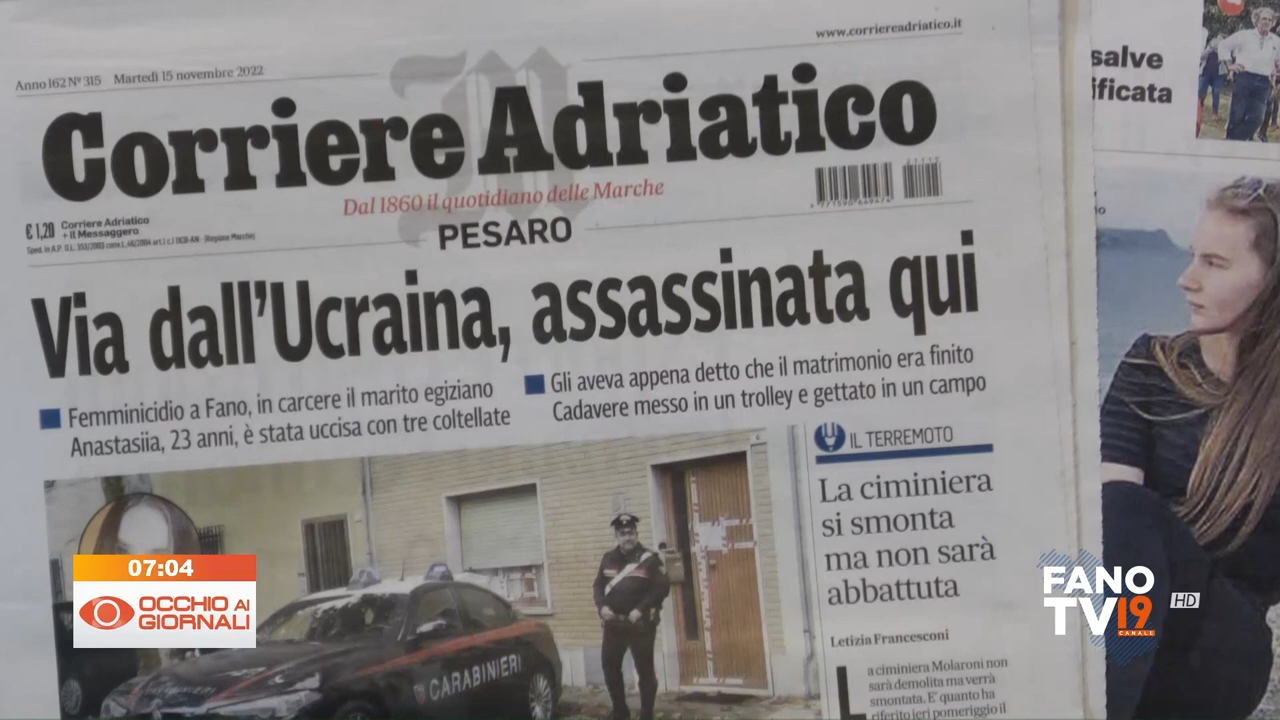 www.corriereadriatico.it
Anno 162 N° 315 Martedì 15 novembre 2022
Corriere Adriatico
Dal 1860 il quotidiano delle Marche
€ 1,20 Corriere Adriatico
+ Il Messaggero
PESARO
Via dall'Ucraina, assassinata qui
Femminicidio a Fano, in carcere il marito egiziano
Anastasiia, 23 anni, è stata uccisa con tre coltellate
Gli aveva appena detto che il matrimonio era finito
Cadavere messo in un trolley e gettato in un campo
IL TERREMOTO
La ciminiera
si smonta
ma non sarà
abbattuta
Letizia Francesconi
La ciminiera Molaroni non
sarà demolita ma verrà
smontata. E' quanto ha
riferito ieri pomeriggio il
CARABINIERI
salve
ificata
07:04
OCCHIO AI
GIORNALI
FANO
TV19
CANALE
HD